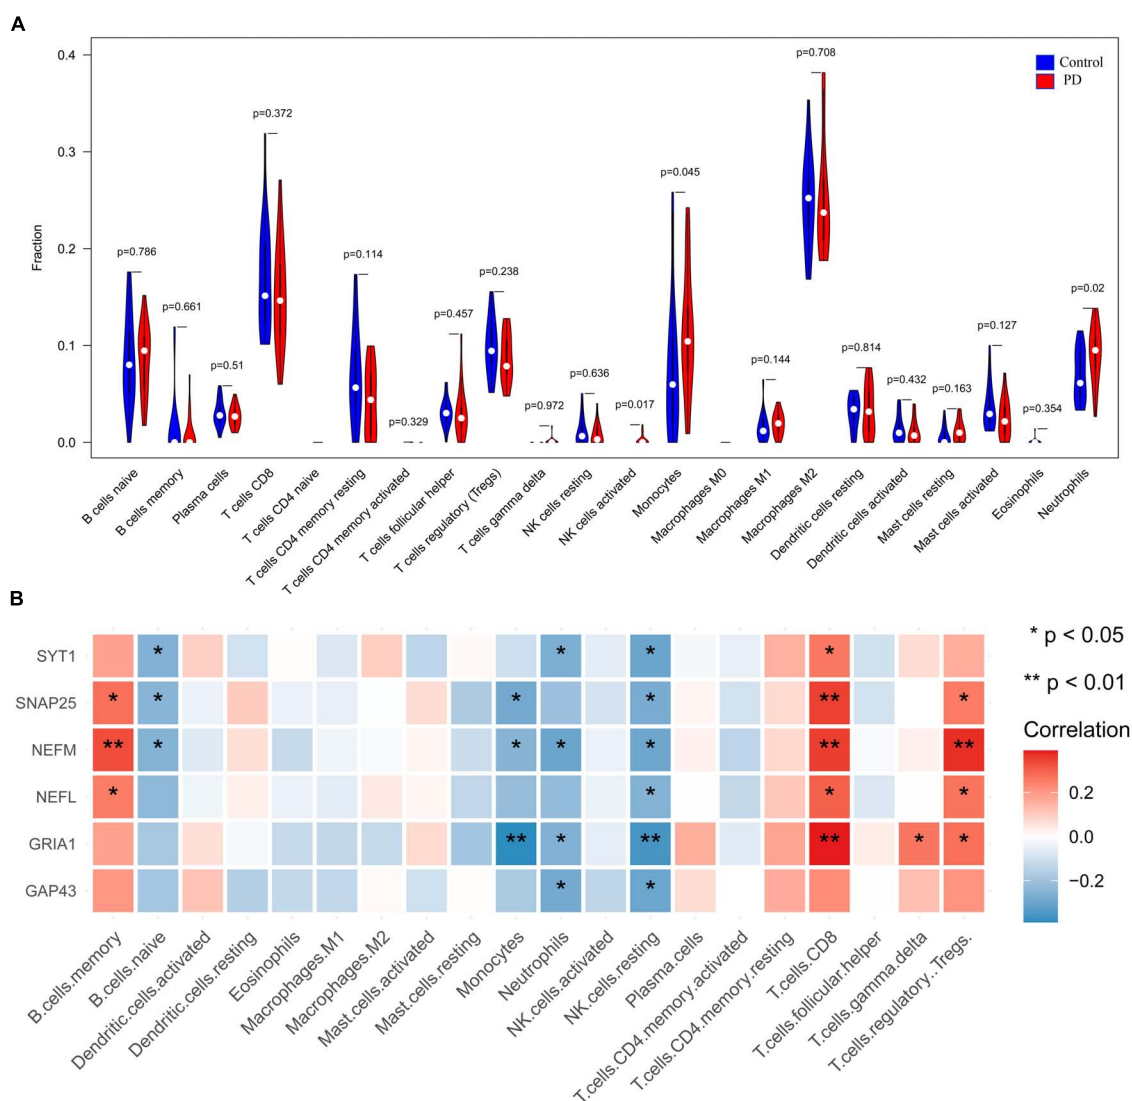 A
Fraction
0.4
0.3
0.2
0.1
0.0
Control
PD
p=0.786
p=0.661
p=0.51
p=0.372
p=0.114
p=0.329
p=0.457
p=0.238
p=0.972
p=0.636
p=0.017
p=0.045
p=0.144
p=0.708
p=0.814
p=0.432
p=0.163
p=0.127
p=0.354
p=0.02
B cells naive
B cells memory
Plasma cells
T cells CD8
T cells CD4 naive
T cells CD4 memory resting
T cells CD4 memory activated
T cells follicular helper
T cells regulatory (Tregs)
T cells gamma delta
NK cells resting
NK cells activated
Monocytes
Macrophages M0
Macrophages M1
Macrophages M2
Dendritic cells resting
Dendritic cells activated
Mast cells resting
Mast cells activated
Eosinophils
Neutrophils
B
SYT1 * * * *
SNAP25 * * * * ** *
NEFM ** * * * * ** **
NEFL * * * *
GRIA1 ** * ** ** * *
GAP43 * *
B.cells.memory
B.cells.naive
Dendritic.cells.activated
Dendritic.cells.resting
Eosinophils
Macrophages.M1
Macrophages.M2
Mast.cells.activated
Mast.cells.resting
Monocytes
Neutrophils
NK.cells.activated
NK.cells.resting
Plasma.cells
T.cells.CD4.memory.activated
T.cells.CD4.memory.resting
T.cells.CD8
T.cells.follicular.helper
T.cells.gamma.delta
T.cells.regulatory..Tregs.
* p < 0.05
** p < 0.01
Correlation
0.2
0.0
−0.2